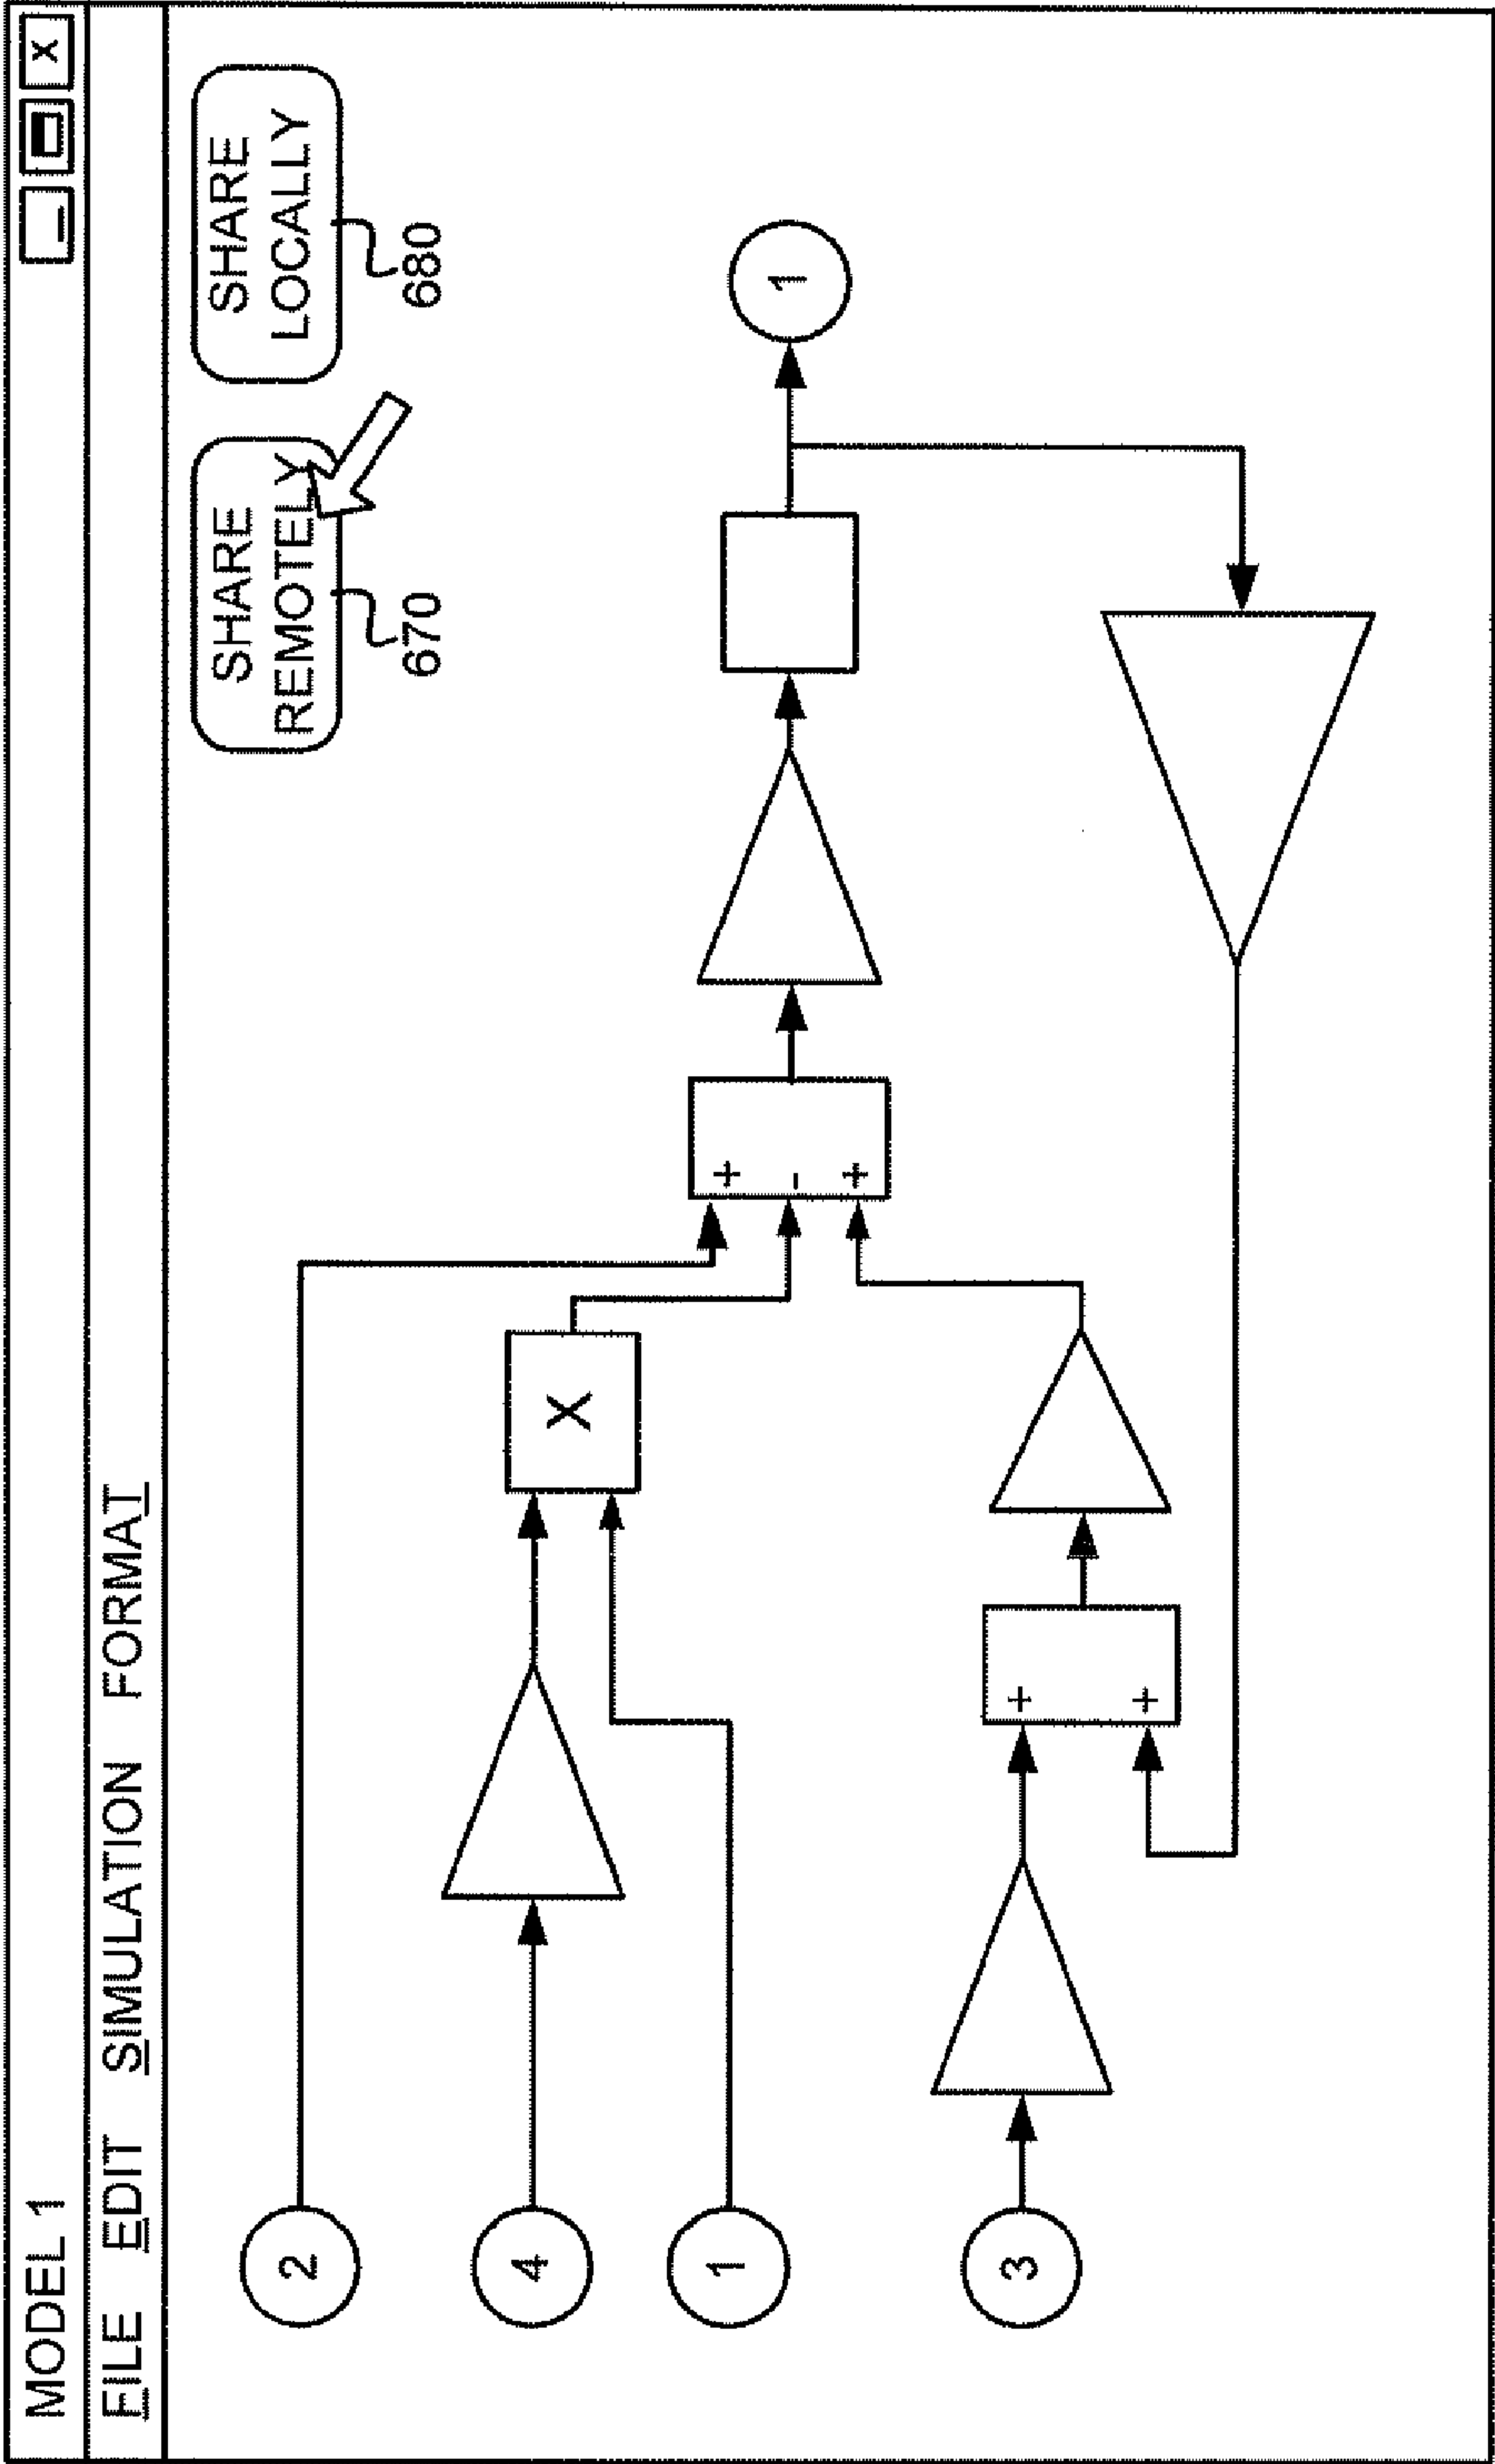 MODEL 1
_ X
FILE EDIT SIMULATION FORMAT
SHARE
REMOTELY
670
SHARE
LOCALLY
680
2
4
X
1
+
-
+
1
3
+
+